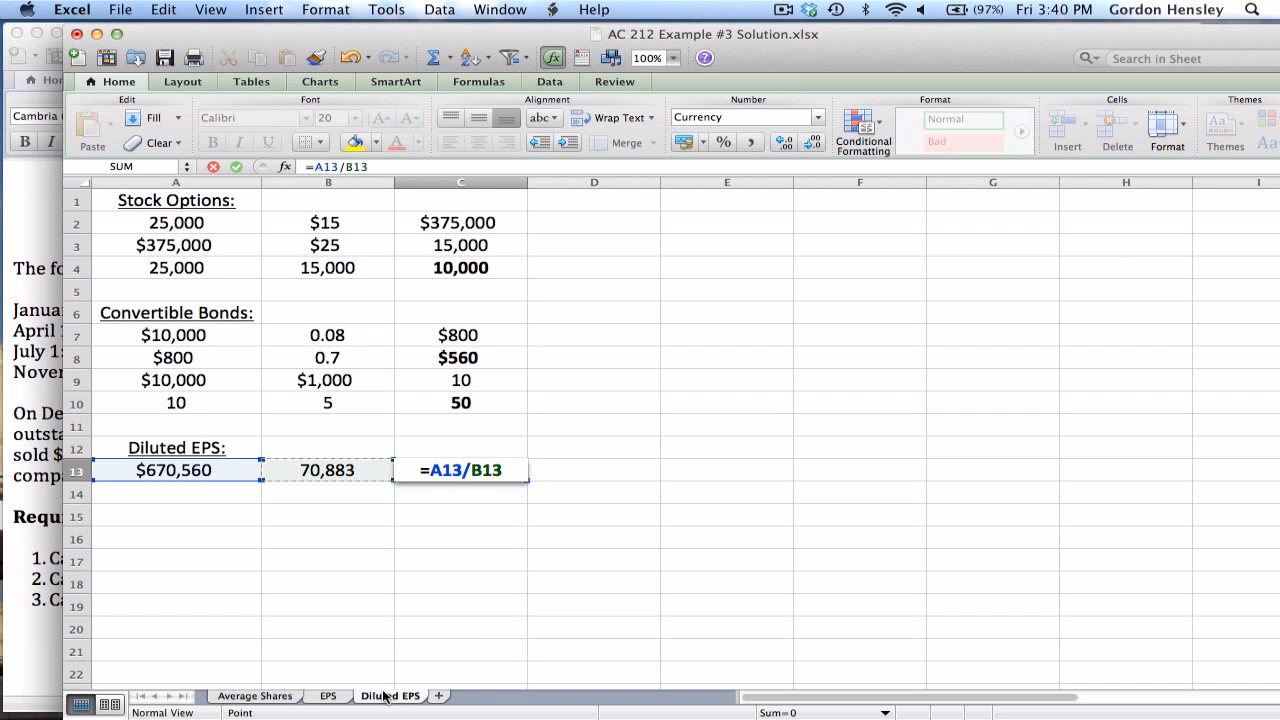 Excel File Edit View Insert Format Tools Data Window Help (97%) Fri 3:40 PM Gordon Hensley
AC 212 Example #3 Solution.xlsx
100% Search in Sheet
Home Layout Tables Charts SmartArt Formulas Data Review
Edit Font Alignment Number Format Cells Themes
Cambria Paste Fill Clear Calibri 20 abc Wrap Text Merge Currency Conditional Formatting Normal Bad Insert Delete Format Themes Aa
B I B I U A %
SUM fx =A13/B13
A B C D E F G H I
1 Stock Options:
2 25,000 $15 $375,000
3 $375,000 $25 15,000
4 25,000 15,000 10,000
5
6 Convertible Bonds:
7 $10,000 0.08 $800
8 $800 0.7 $560
9 $10,000 $1,000 10
10 10 5 50
11
12 Diluted EPS:
13 $670,560 70,883 =A13/B13
14
15
16
17
18
19
20
21
22
The fo
Janua
April
July 1
Nover
On De
outsta
sold $
comp
Requ
1. Ca
2. Ca
3. Ca
Average Shares EPS Diluted EPS +
Normal View Point Sum=0